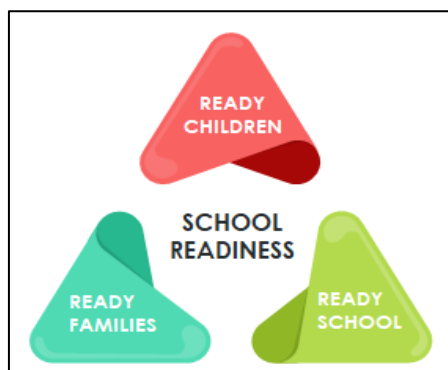 READY
CHILDREN
SCHOOL
READINESS
READY
FAMILIES
READY
SCHOOL